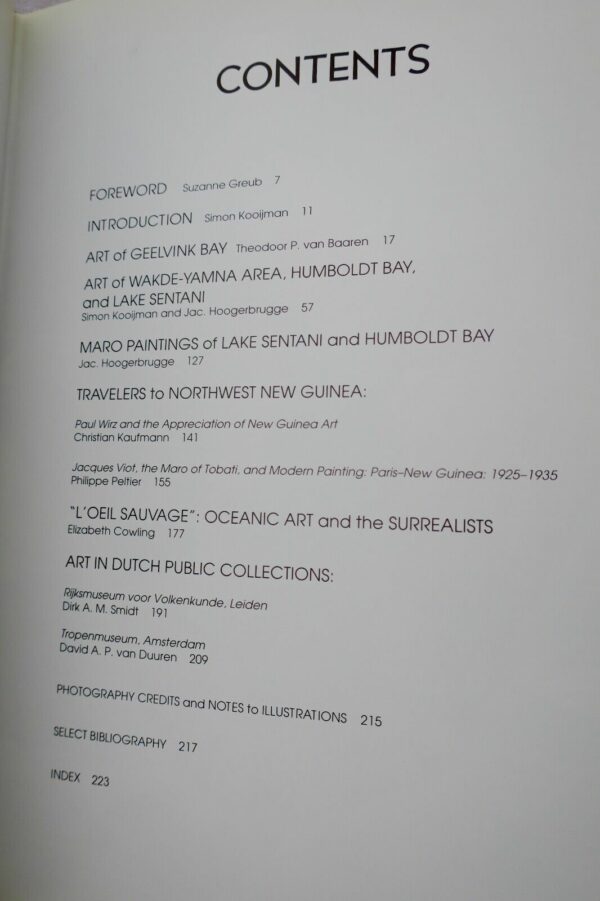 CONTENTS
FOREWORD Suzanne Greub 7
INTRODUCTION Simon Kooijman 11
ART of GEELVINK BAY Theodoor P. van Baaren 17
ART of WAKDE-YAMNA AREA, HUMBOLDT BAY,
and LAKE SENTANI
Simon Kooijman and Jac. Hoogerbrugge 57
MARO PAINTINGS of LAKE SENTANI and HUMBOLDT BAY
Jac. Hoogerbrugge 127
TRAVELERS to NORTHWEST NEW GUINEA:
Paul Wirz and the Appreciation of New Guinea Art
Christian Kaufmann 141
Jacques Viot, the Maro of Tobati, and Modern Painting: Paris–New Guinea: 1925–1935
Philippe Peltier 155
"L'OEIL SAUVAGE": OCEANIC ART and the SURREALISTS
Elizabeth Cowling 177
ART IN DUTCH PUBLIC COLLECTIONS:
Rijksmuseum voor Volkenkunde, Leiden
Dirk A. M. Smidt 191
Tropenmuseum, Amsterdam
David A. P. van Duuren 209
PHOTOGRAPHY CREDITS and NOTES to ILLUSTRATIONS 215
SELECT BIBLIOGRAPHY 217
INDEX 223